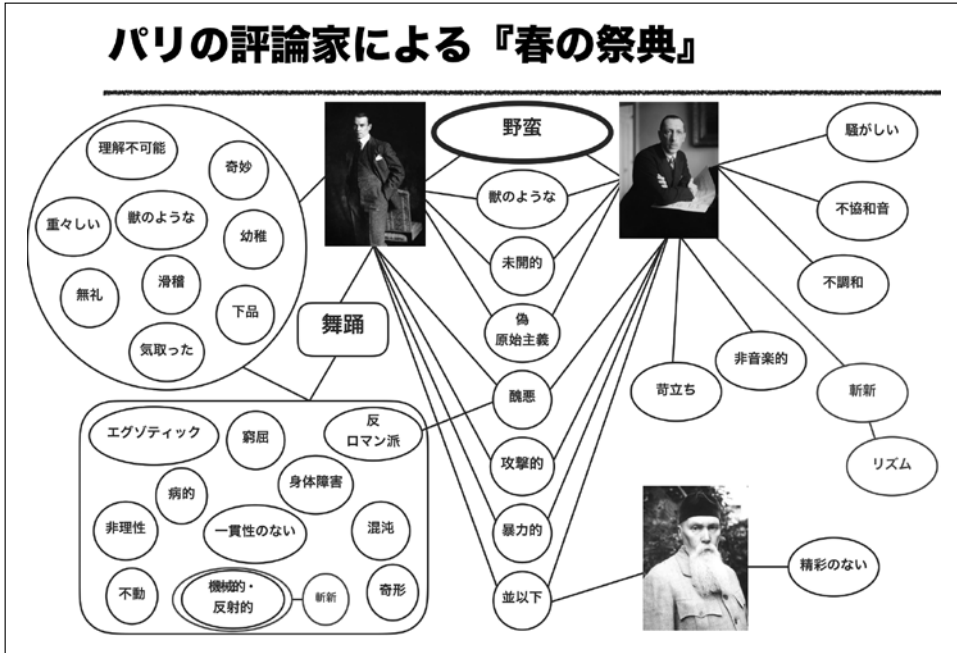 パリの評論家による『春の祭典』
野蛮
騒がしい
理解不可能
奇妙
獣のような
重々しい
獣のような
幼稚
不協和音
未開的
無礼
滑稽
下品
不調和
舞踊
偽
原始主義
気取った
非音楽的
苛立ち
醜悪
斬新
エグゾティック
窮屈
反
ロマン派
攻撃的
リズム
病的
身体障害
非理性
一貫性のない
混沌
暴力的
精彩のない
不動
機械的・
反射的
斬新
奇形
並以下